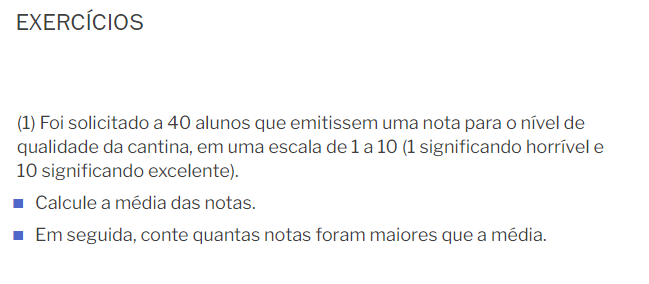 EXERCÍCIOS
(1) Foi solicitado a 40 alunos que emitissem uma nota para o nível de
qualidade da cantina, em uma escala de 1 a 10 (1 significando horrível e
10 significando excelente).
Calcule a média das notas.
Em seguida, conte quantas notas foram maiores que a média.